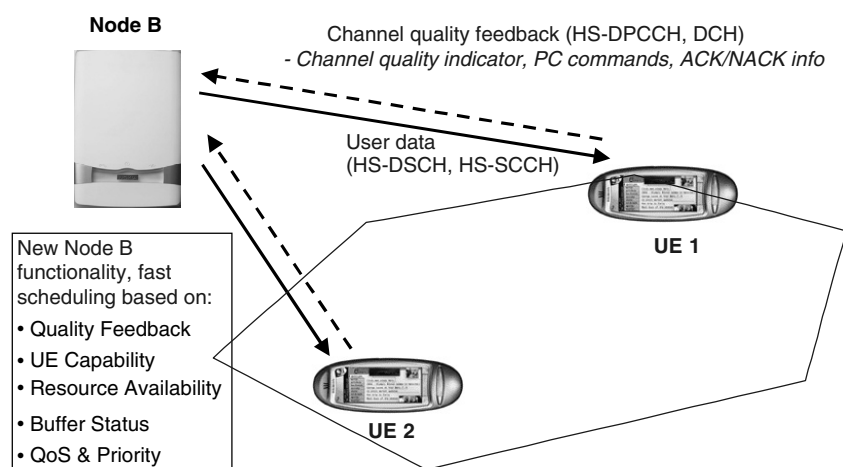 Node B
Channel quality feedback (HS-DPCCH, DCH)
- Channel quality indicator, PC commands, ACK/NACK info
User data
(HS-DSCH, HS-SCCH)
UE 1
New Node B
functionality, fast
scheduling based on:
• Quality Feedback
• UE Capability
• Resource Availability
• Buffer Status
• QoS & Priority
UE 2